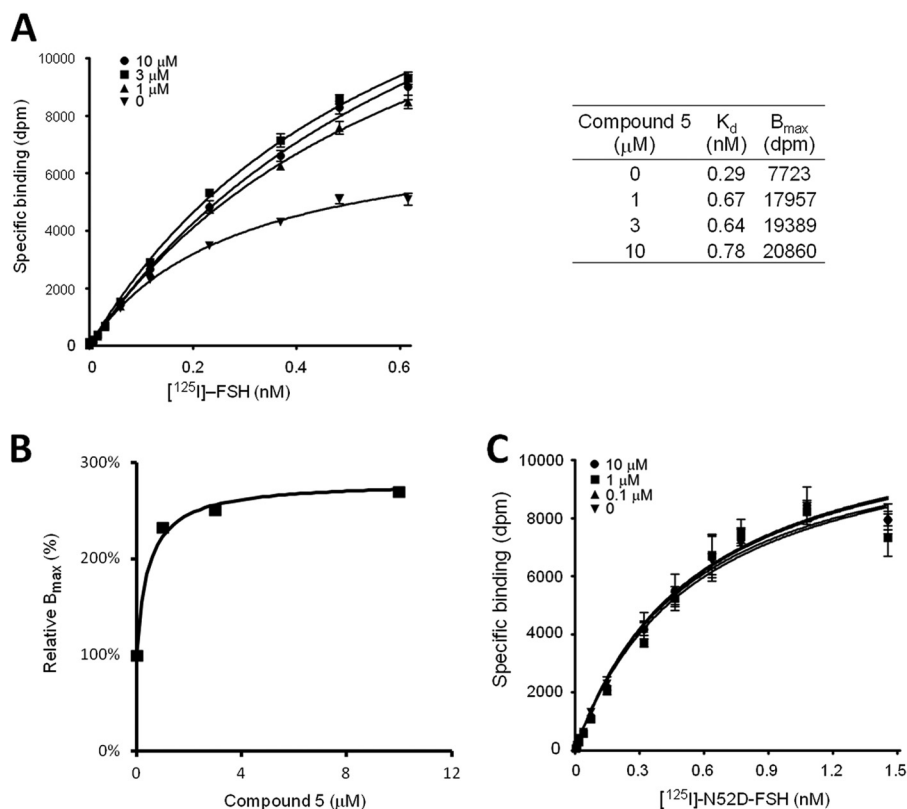 A
10 μM
3 μM
1 μM
0
10000
8000
6000
4000
2000
0
Specific binding (dpm)
0
0.2
0.4
0.6
[125I]–FSH (nM)
Compound 5 (μM) Kd (nM) Bmax (dpm)
0 0.29 7723
1 0.67 17957
3 0.64 19389
10 0.78 20860
B
300%
200%
100%
0%
Relative Bmax (%)
0
4
8
12
Compound 5 (μM)
C
10 μM
1 μM
0.1 μM
0
10000
8000
6000
4000
2000
0
Specific binding (dpm)
0
0.3
0.6
0.9
1.2
1.5
[125I]-N52D-FSH (nM)